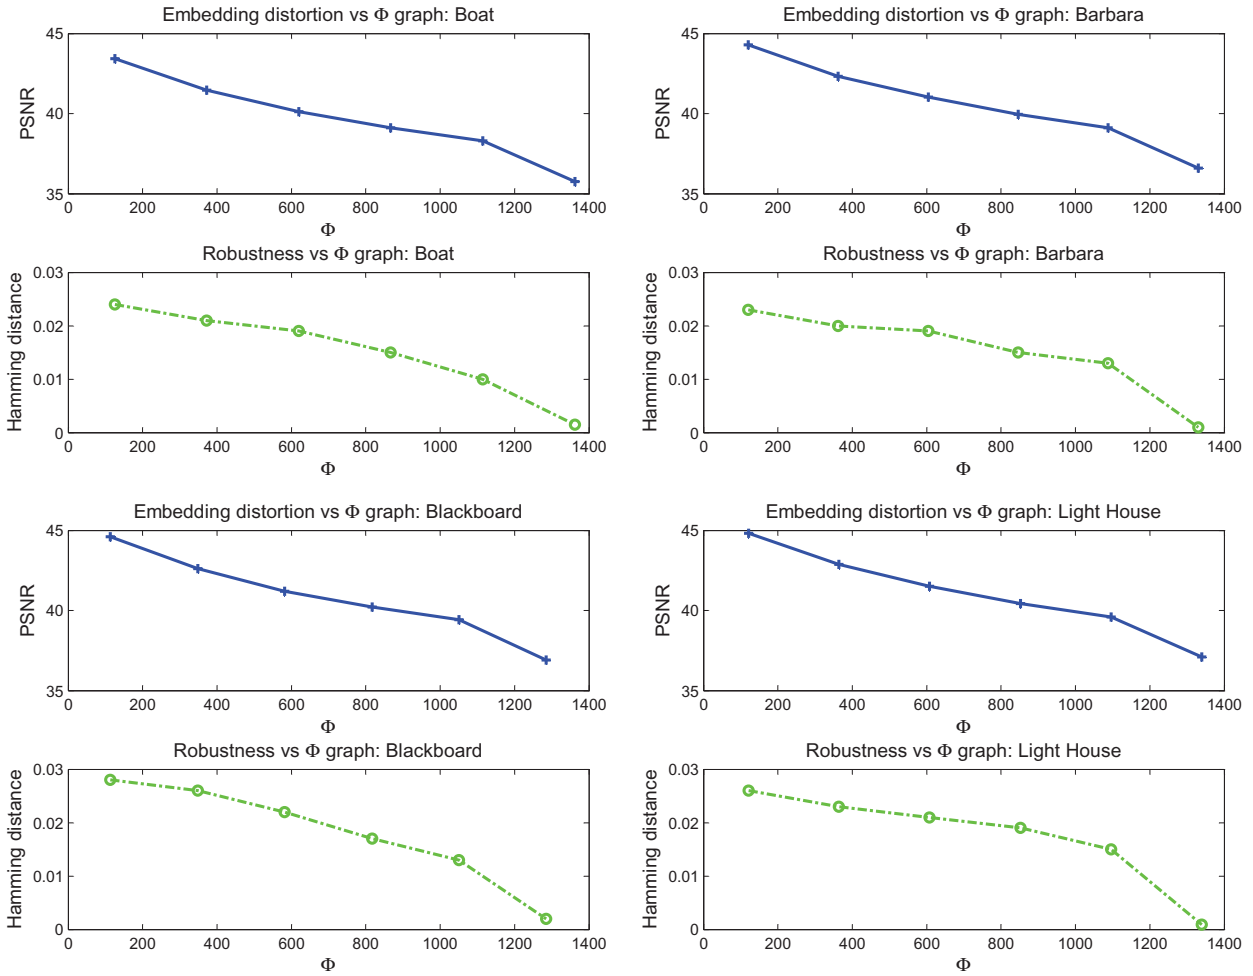 Embedding distortion vs Φ graph: Boat
45
40
35
PSNR
0 200 400 600 800 1000 1200 1400
Φ
Embedding distortion vs Φ graph: Barbara
45
40
35
PSNR
0 200 400 600 800 1000 1200 1400
Φ
Robustness vs Φ graph: Boat
0.03
0.02
0.01
0
Hamming distance
0 200 400 600 800 1000 1200 1400
Φ
Robustness vs Φ graph: Barbara
0.03
0.02
0.01
0
Hamming distance
0 200 400 600 800 1000 1200 1400
Φ
Embedding distortion vs Φ graph: Blackboard
45
40
35
PSNR
0 200 400 600 800 1000 1200 1400
Φ
Embedding distortion vs Φ graph: Light House
45
40
35
PSNR
0 200 400 600 800 1000 1200 1400
Φ
Robustness vs Φ graph: Blackboard
0.03
0.02
0.01
0
Hamming distance
0 200 400 600 800 1000 1200 1400
Φ
Robustness vs Φ graph: Light House
0.03
0.02
0.01
0
Hamming distance
0 200 400 600 800 1000 1200 1400
Φ